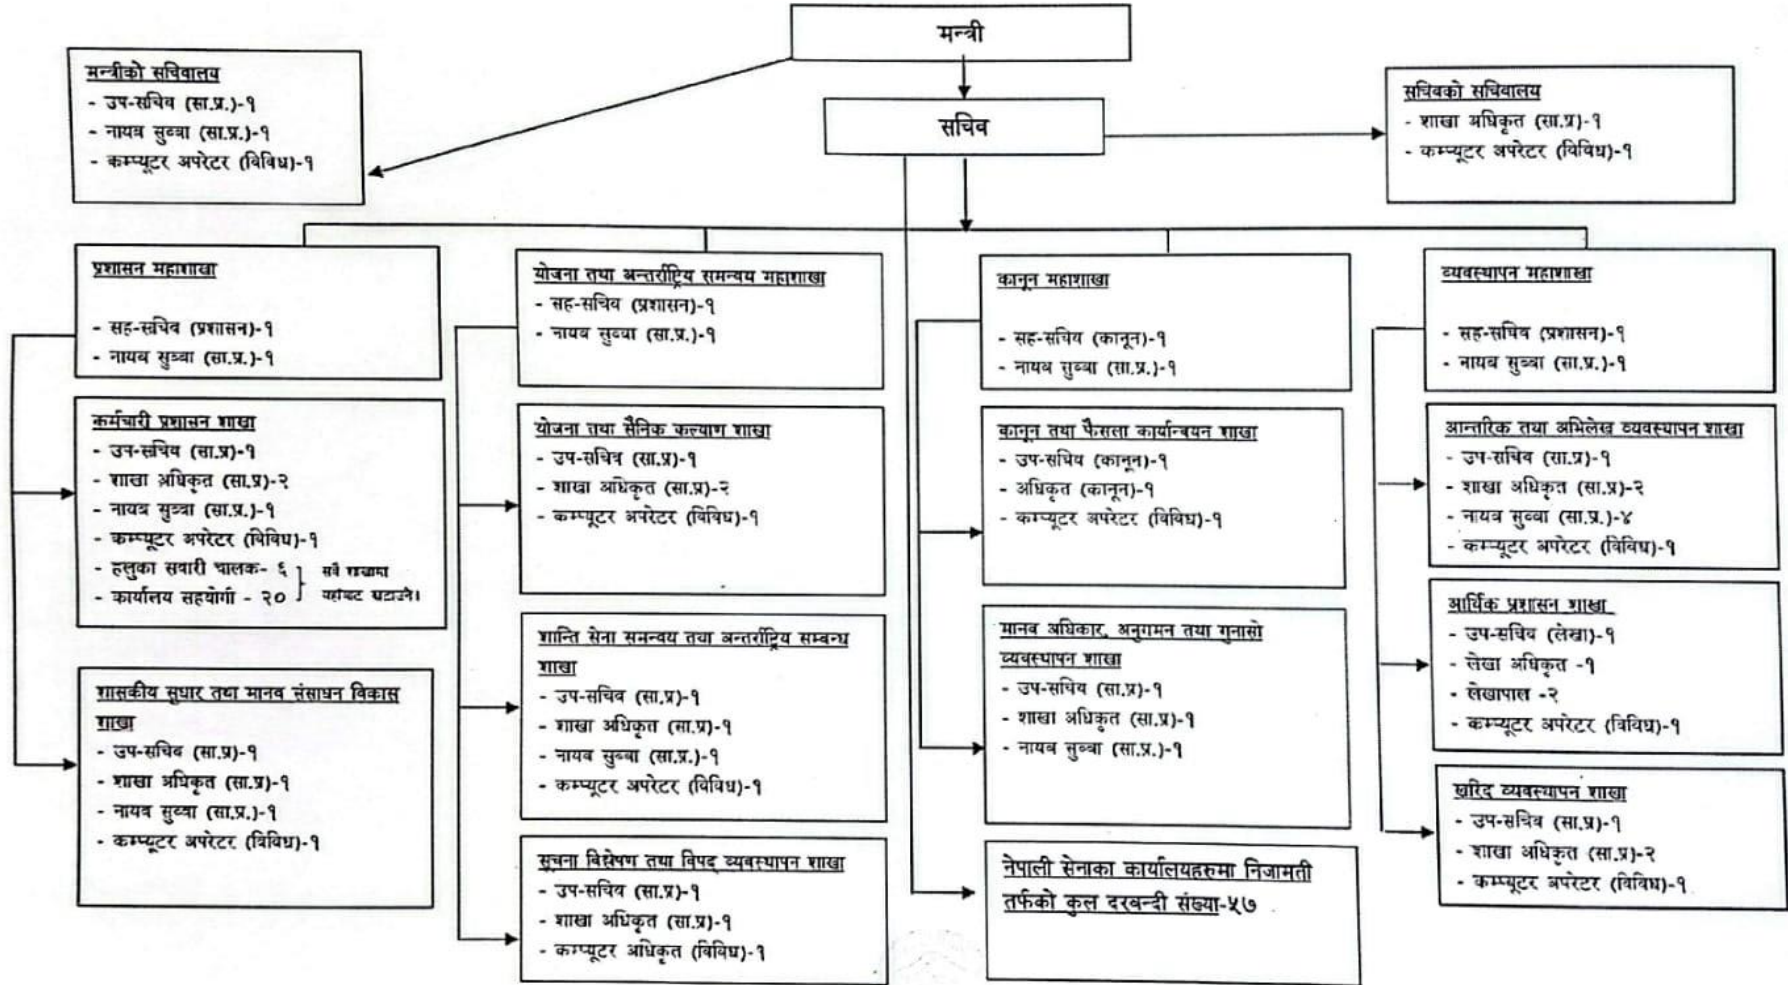 मन्त्री
मन्त्रीको सचिवालय
- उप-सचिव (सा.प्र.)-१
- नायब सुब्बा (सा.प्र.)-१
- कम्प्यूटर अपरेटर (विविध)-१
सचिव
सचिवको सचिवालय
- शाखा अधिकृत (सा.प्र)-१
- कम्प्यूटर अपरेटर (विविध)-१
प्रशासन महाशाखा
- सह-सचिव (प्रशासन)-१
- नायब सुब्बा (सा.प्र.)-१
कर्मचारी प्रशासन शाखा
- उप-सचिव (सा.प्र)-१
- शाखा अधिकृत (सा.प्र)-२
- नायब सुब्बा (सा.प्र.)-१
- कम्प्यूटर अपरेटर (विविध)-१
- हलुका सवारी चालक- ६
- कार्यालय सहयोगी - २०
सबै शाखामा
यहाँबाट खटाउने।
शासकीय सुधार तथा मानव संसाधन विकास
शाखा
- उप-सचिव (सा.प्र)-१
- शाखा अधिकृत (सा.प्र)-१
- नायब सुब्बा (सा.प्र.)-१
- कम्प्यूटर अपरेटर (विविध)-१
योजना तथा अन्तर्राष्ट्रिय समन्वय महाशाखा
- सह-सचिव (प्रशासन)-१
- नायब सुब्बा (सा.प्र.)-१
योजना तथा सैनिक कल्याण शाखा
- उप-सचिव (सा.प्र)-१
- शाखा अधिकृत (सा.प्र)-२
- कम्प्यूटर अपरेटर (विविध)-१
शान्ति सेना समन्वय तथा अन्तर्राष्ट्रिय सम्बन्ध
शाखा
- उप-सचिव (सा.प्र)-१
- शाखा अधिकृत (सा.प्र)-१
- नायब सुब्बा (सा.प्र.)-१
- कम्प्यूटर अपरेटर (विविध)-१
सूचना विश्लेषण तथा विपद् व्यवस्थापन शाखा
- उप-सचिव (सा.प्र)-१
- शाखा अधिकृत (सा.प्र)-१
- कम्प्यूटर अधिकृत (विविध)-१
कानून महाशाखा
- सह-सचिव (कानून)-१
- नायब सुब्बा (सा.प्र.)-१
कानून तथा फैसला कार्यान्वयन शाखा
- उप-सचिव (कानून)-१
- अधिकृत (कानून)-१
- कम्प्यूटर अपरेटर (विविध)-१
मानव अधिकार, अनुगमन तथा गुनासो
व्यवस्थापन शाखा
- उप-सचिव (सा.प्र)-१
- शाखा अधिकृत (सा.प्र)-१
- नायब सुब्बा (सा.प्र.)-१
नेपाली सेनाका कार्यालयहरुमा निजामती
तर्फको कुल दरबन्दी संख्या-५७
व्यवस्थापन महाशाखा
- सह-सचिव (प्रशासन)-१
- नायब सुब्बा (सा.प्र.)-१
आन्तरिक तथा अभिलेख व्यवस्थापन शाखा
- उप-सचिव (सा.प्र)-१
- शाखा अधिकृत (सा.प्र)-२
- नायब सुब्बा (सा.प्र.)-४
- कम्प्यूटर अपरेटर (विविध)-१
आर्थिक प्रशासन शाखा
- उप-सचिव (लेखा)-१
- लेखा अधिकृत -१
- लेखापाल -२
- कम्प्यूटर अपरेटर (विविध)-१
खरिद व्यवस्थापन शाखा
- उप-सचिव (सा.प्र)-१
- शाखा अधिकृत (सा.प्र)-२
- कम्प्यूटर अपरेटर (विविध)-१